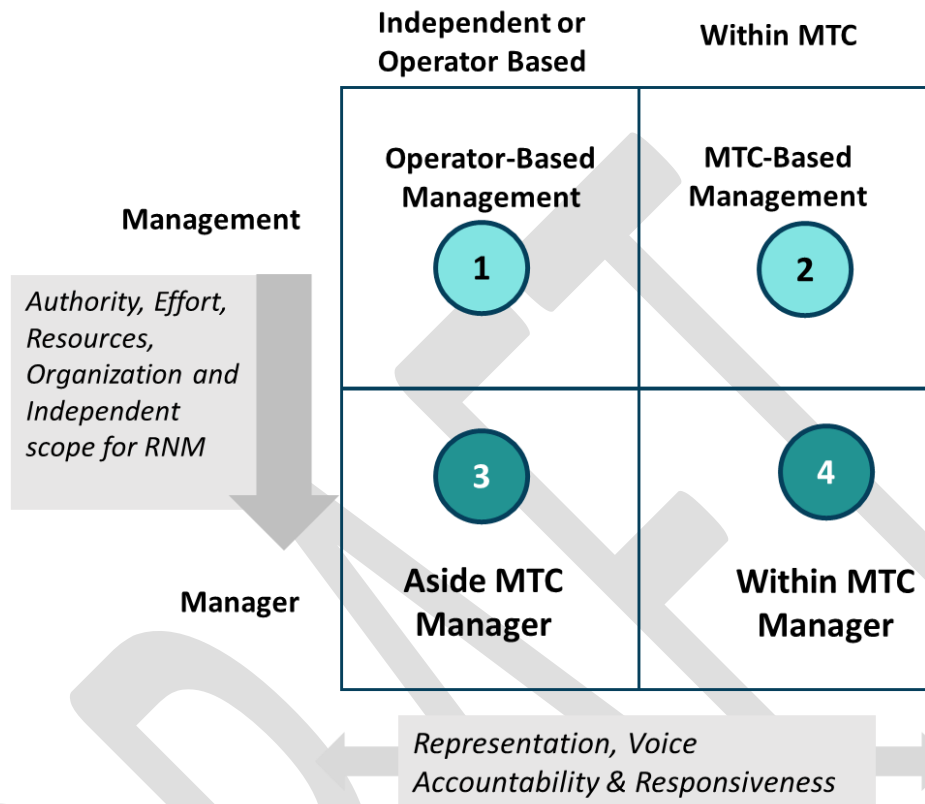 Independent or
Operator Based
Within MTC
Operator-Based
Management
MTC-Based
Management
Management
1
2
Authority, Effort,
Resources,
Organization and
Independent
scope for RNM
3
4
Manager
Aside MTC
Manager
Within MTC
Manager
Representation, Voice
Accountability & Responsiveness
DRAFT